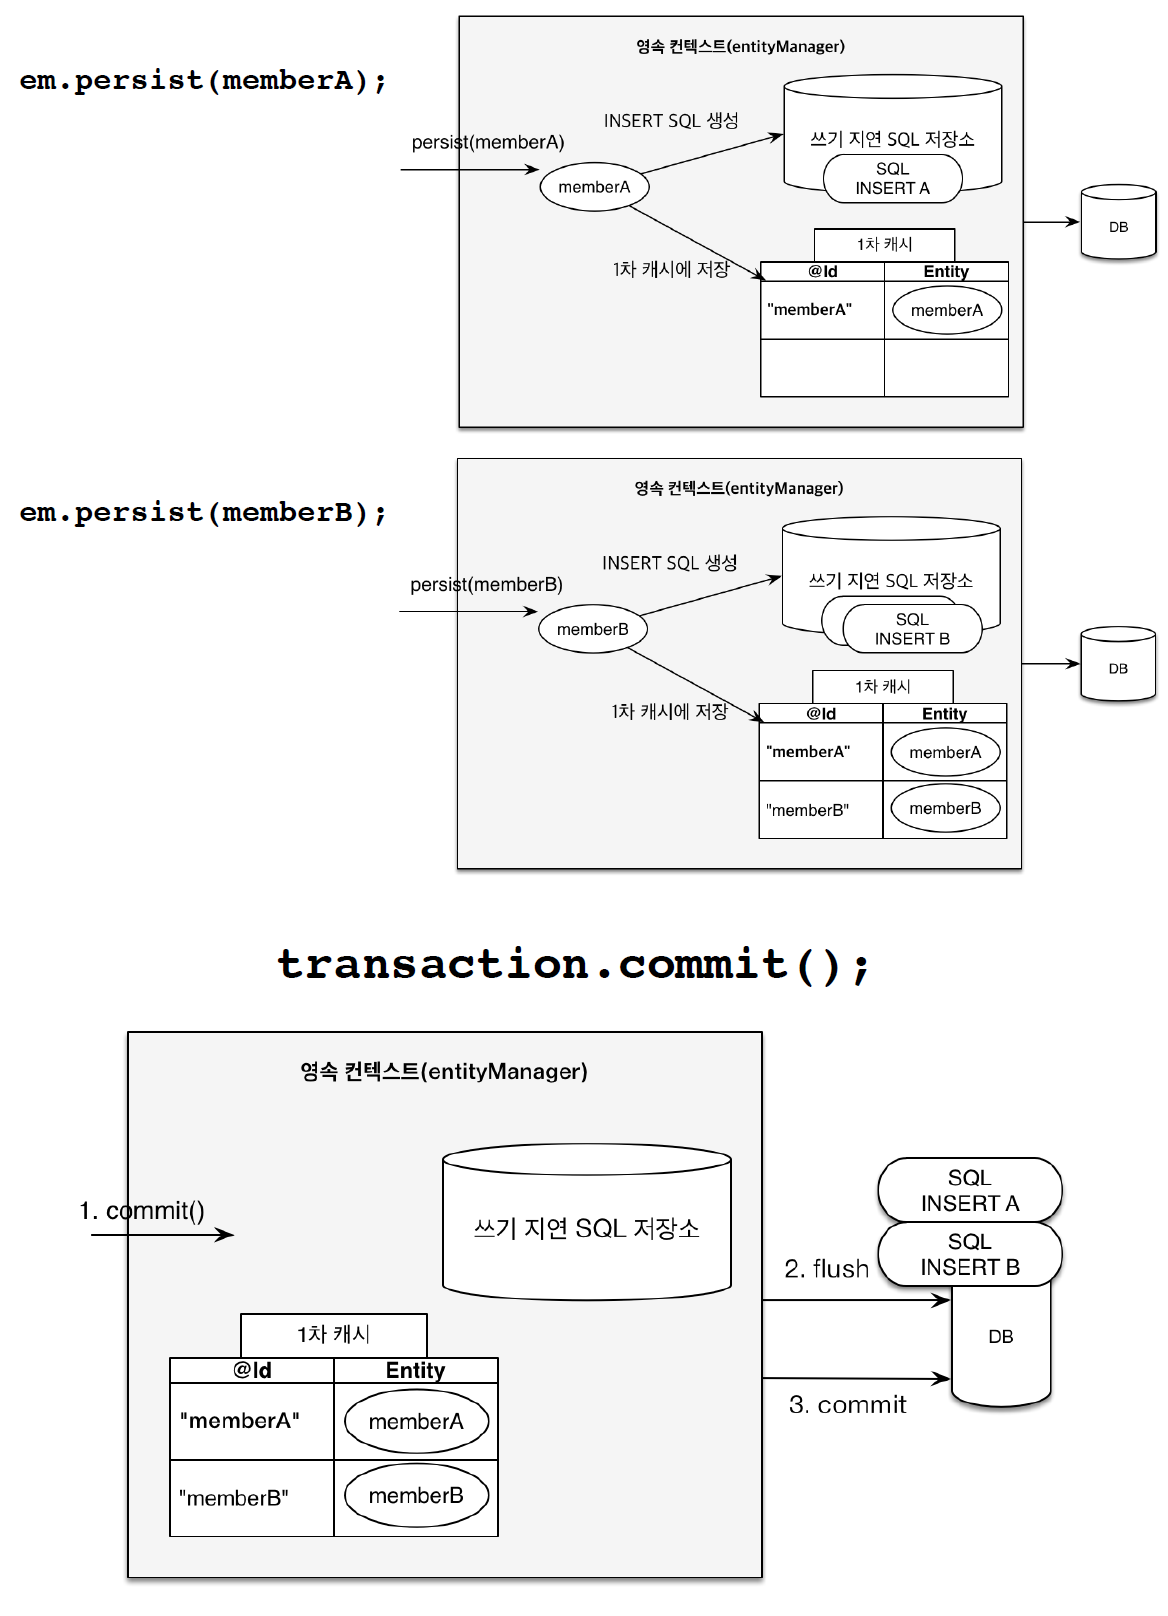 영속 컨텍스트(entityManager)
em.persist(memberA);
INSERT SQL 생성
persist(memberA)
memberA
쓰기 지연 SQL 저장소
SQL
INSERT A
DB
1차 캐시에 저장
1차 캐시
@Id Entity
"memberA" memberA
영속 컨텍스트(entityManager)
em.persist(memberB);
INSERT SQL 생성
persist(memberB)
memberB
쓰기 지연 SQL 저장소
SQL
INSERT B
DB
1차 캐시에 저장
1차 캐시
@Id Entity
"memberA" memberA
"memberB" memberB
transaction.commit();
영속 컨텍스트(entityManager)
1. commit()
쓰기 지연 SQL 저장소
SQL
INSERT A
SQL
INSERT B
2. flush
DB
3. commit
1차 캐시
@Id Entity
"memberA" memberA
"memberB" memberB